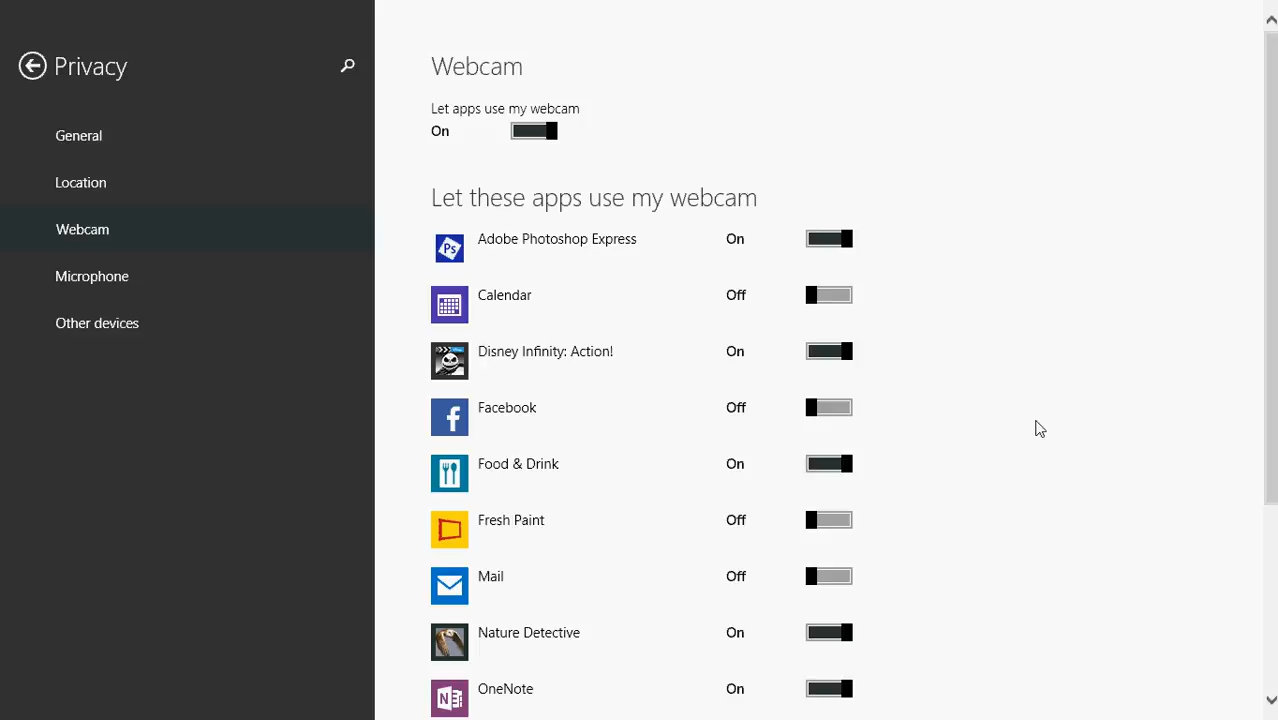 Privacy
General
Location
Webcam
Microphone
Other devices
Webcam
Let apps use my webcam
On
Let these apps use my webcam
Ps
Adobe Photoshop Express On
Calendar Off
Disney Infinity: Action! On
f
Facebook Off
Food & Drink On
Fresh Paint Off
Mail Off
Nature Detective On
N
OneNote On